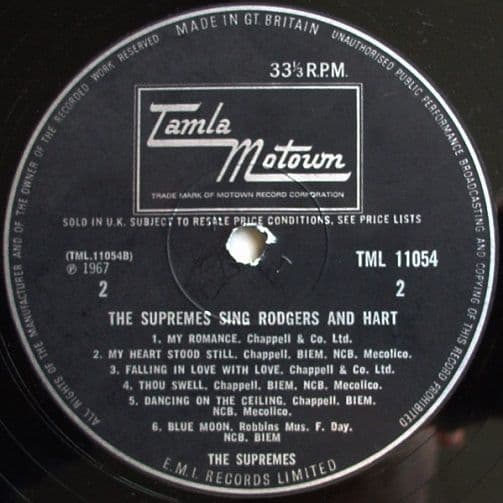 MADE IN GT. BRITAIN
UNAUTHORISED PUBLIC PERFORMANCE BROADCASTING AND COPYING OF THIS RECORD PROHIBITED
ALL RIGHTS OF THE MANUFACTURER AND OF THE OWNER OF THE RECORDED WORK RESERVED
33⅓ R.P.M.
Tamla
Motown
TRADE MARK OF MOTOWN RECORD CORPORATION
SOLD IN U.K. SUBJECT TO RESALE PRICE CONDITIONS, SEE PRICE LISTS
(TML.11054B) TML 11054
℗ 1967
2 2
THE SUPREMES SING RODGERS AND HART
1. MY ROMANCE. Chappell & Co. Ltd.
2. MY HEART STOOD STILL. Chappell, BIEM, NCB. Mecolico.
3. FALLING IN LOVE WITH LOVE. Chappell & Co. Ltd.
4. THOU SWELL. Chappell, BIEM, NCB. Mecolico.
5. DANCING ON THE CEILING. Chappell, BIEM.
NCB. Mecolico.
6. BLUE MOON. Robbins Mus. F. Day.
NCB. BIEM
THE SUPREMES
E.M.I. RECORDS LIMITED